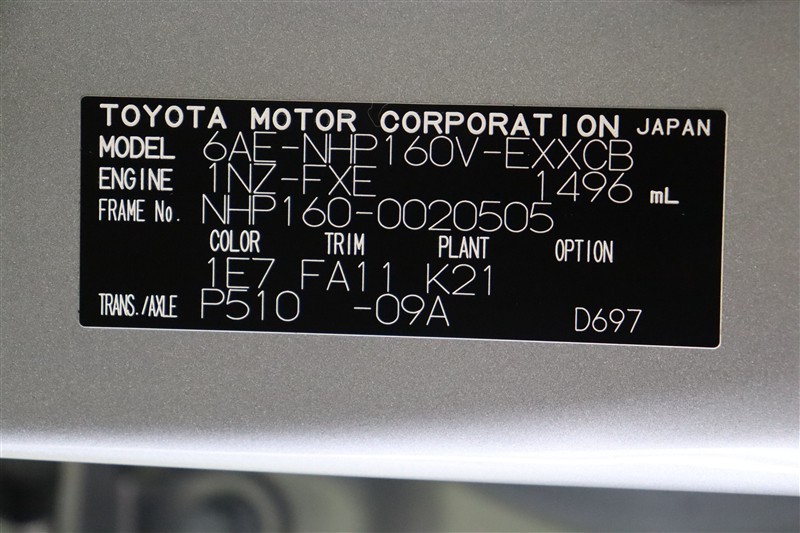 TOYOTA MOTOR CORPORATION JAPAN
MODEL 6AE-NHP160V-EXXCB
ENGINE 1NZ-FXE 1496 mL
FRAME No. NHP160-0020505
COLOR TRIM PLANT OPTION
1E7 FA11 K21
TRANS./AXLE P510 -09A D697